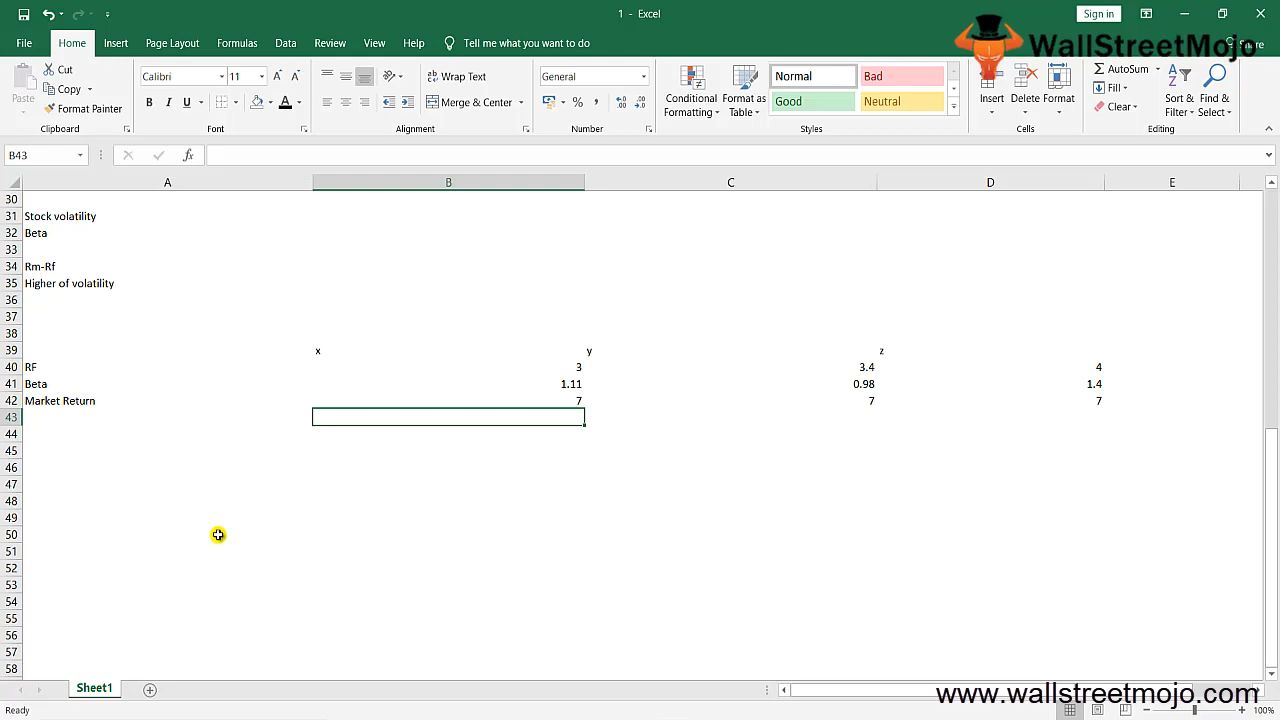 1 - Excel
Sign in
File Home Insert Page Layout Formulas Data Review View Help Tell me what you want to do Share
WallStreetMojo
Paste
Cut
Copy
Format Painter
Clipboard
Calibri 11
B I U
Font
Wrap Text
Merge & Center
Alignment
General
Number
Conditional Formatting
Format as Table
Normal Bad
Good Neutral
Styles
Insert Delete Format
Cells
AutoSum
Fill
Clear
Sort & Filter
Find & Select
Editing
B43
fx
A B C D E
30
31 Stock volatility
32 Beta
33
34 Rm-Rf
35 Higher of volatility
36
37
38
39 x y z
40 RF 3 3.4 4
41 Beta 1.11 0.98 1.4
42 Market Return 7 7 7
43
44
45
46
47
48
49
50
51
52
53
54
55
56
57
58
Sheet1
www.wallstreetmojo.com
Ready
100%